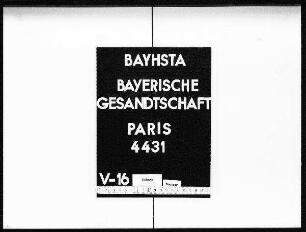 BAYHSTA
BAYERISCHE
GESANDTSCHAFT
PARIS
4431
V-16